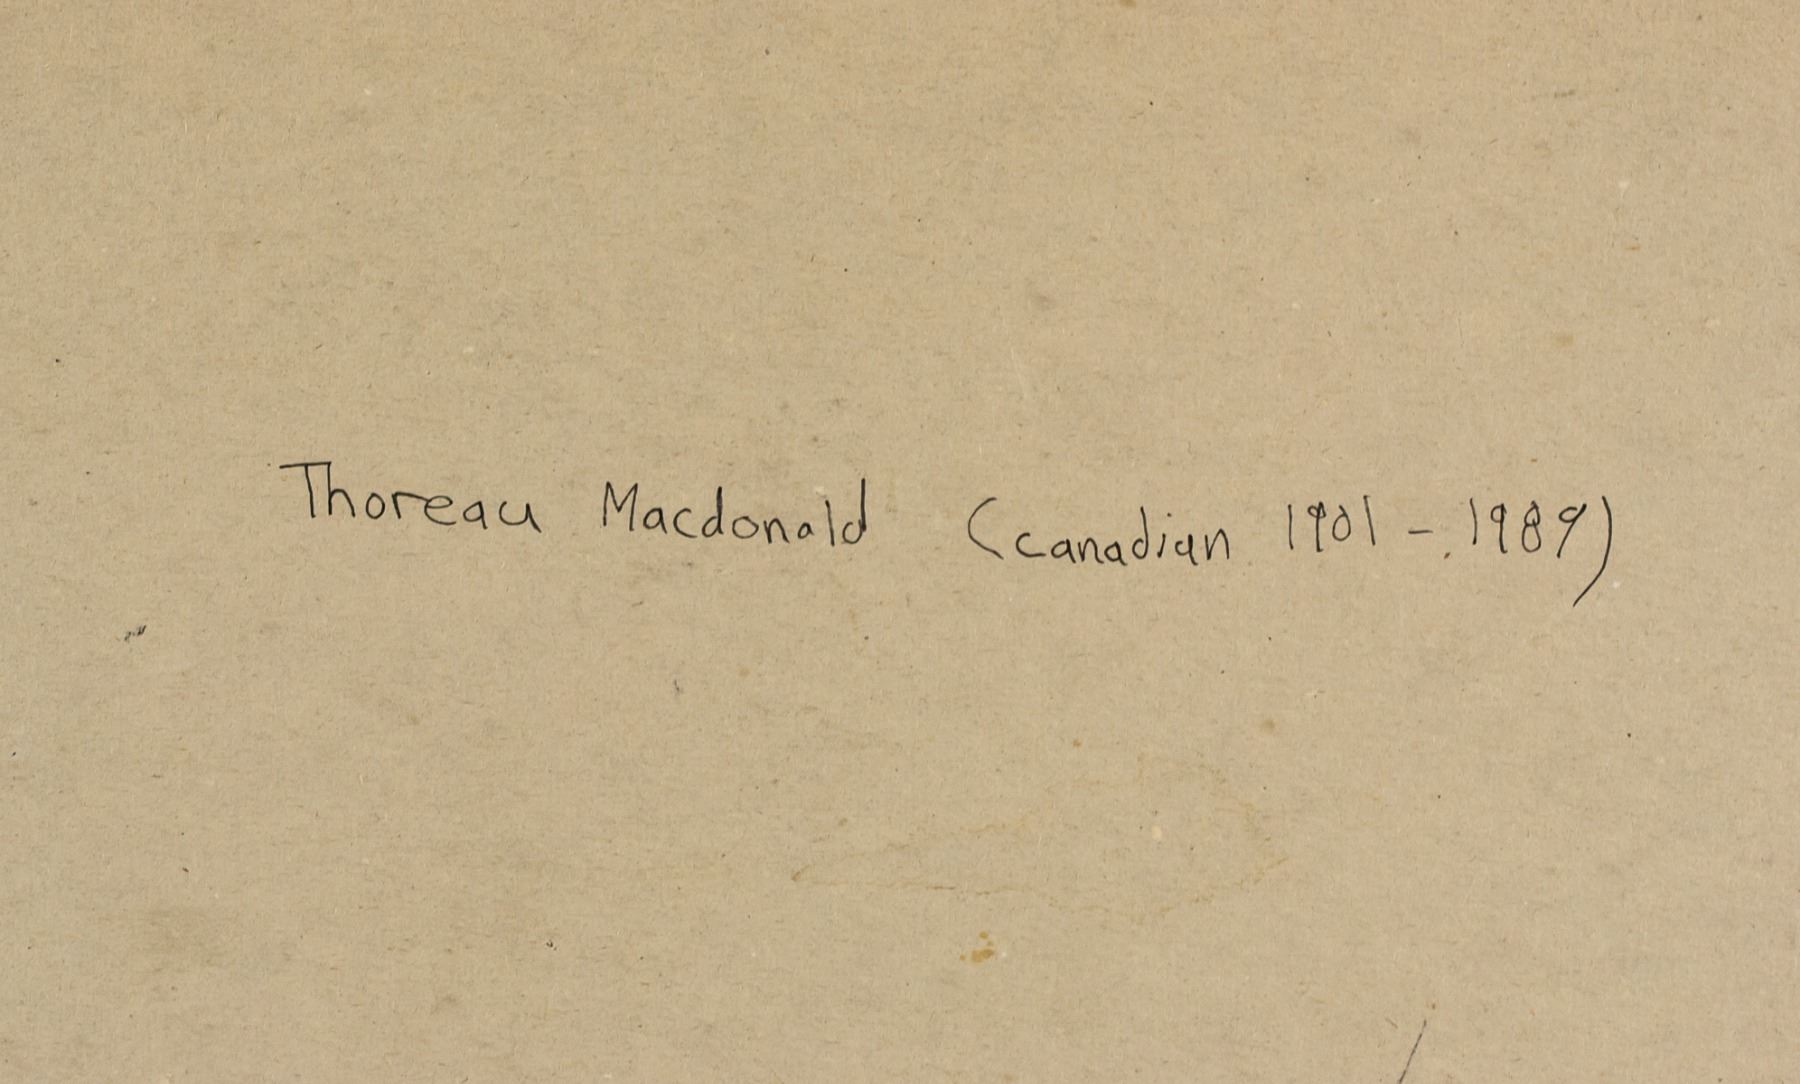 Thoreau Macdonald (canadian 1901 - 1989)